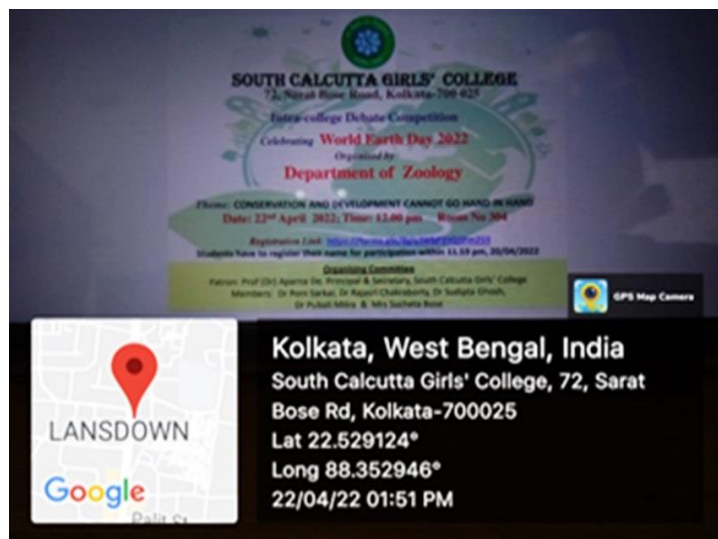 SOUTH CALCUTTA GIRLS' COLLEGE
72, Sarat Bose Road, Kolkata-700 025
Intra-college Debate Competition
Celebrating World Earth Day 2022
Organised by
Department of Zoology
Theme: CONSERVATION AND DEVELOPMENT CANNOT GO HAND IN HAND
Date: 22nd April 2022; Time: 12.00 pm Room No 304
Registration Link:
Students have to register their name for participation within 11.59 pm, 20/04/2022
Organising Committee
Patron: Prof (Dr) Aparna De, Principal & Secretary, South Calcutta Girls' College
Members: Dr Roni Sarkar, Dr Rajasri Chakraborty, Dr Sudipta Ghosh,
Dr Pubali Mitra & Mrs Sucheta Bose
GPS Map Camera
LANSDOWN
Google
Palit St
Kolkata, West Bengal, India
South Calcutta Girls' College, 72, Sarat
Bose Rd, Kolkata-700025
Lat 22.529124°
Long 88.352946°
22/04/22 01:51 PM